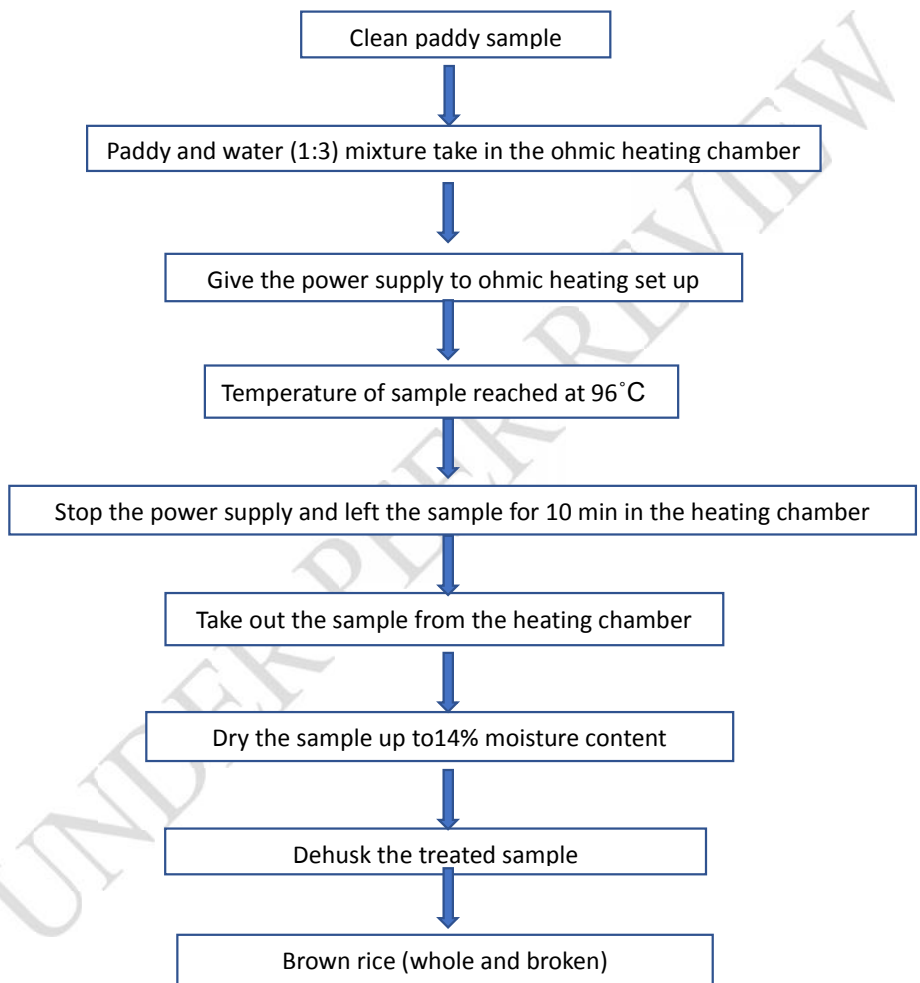 Clean paddy sample
Paddy and water (1:3) mixture take in the ohmic heating chamber
Give the power supply to ohmic heating set up
Temperature of sample reached at 96˚C
Stop the power supply and left the sample for 10 min in the heating chamber
Take out the sample from the heating chamber
Dry the sample up to14% moisture content
Dehusk the treated sample
Brown rice (whole and broken)
UNDER PEER REVIEW